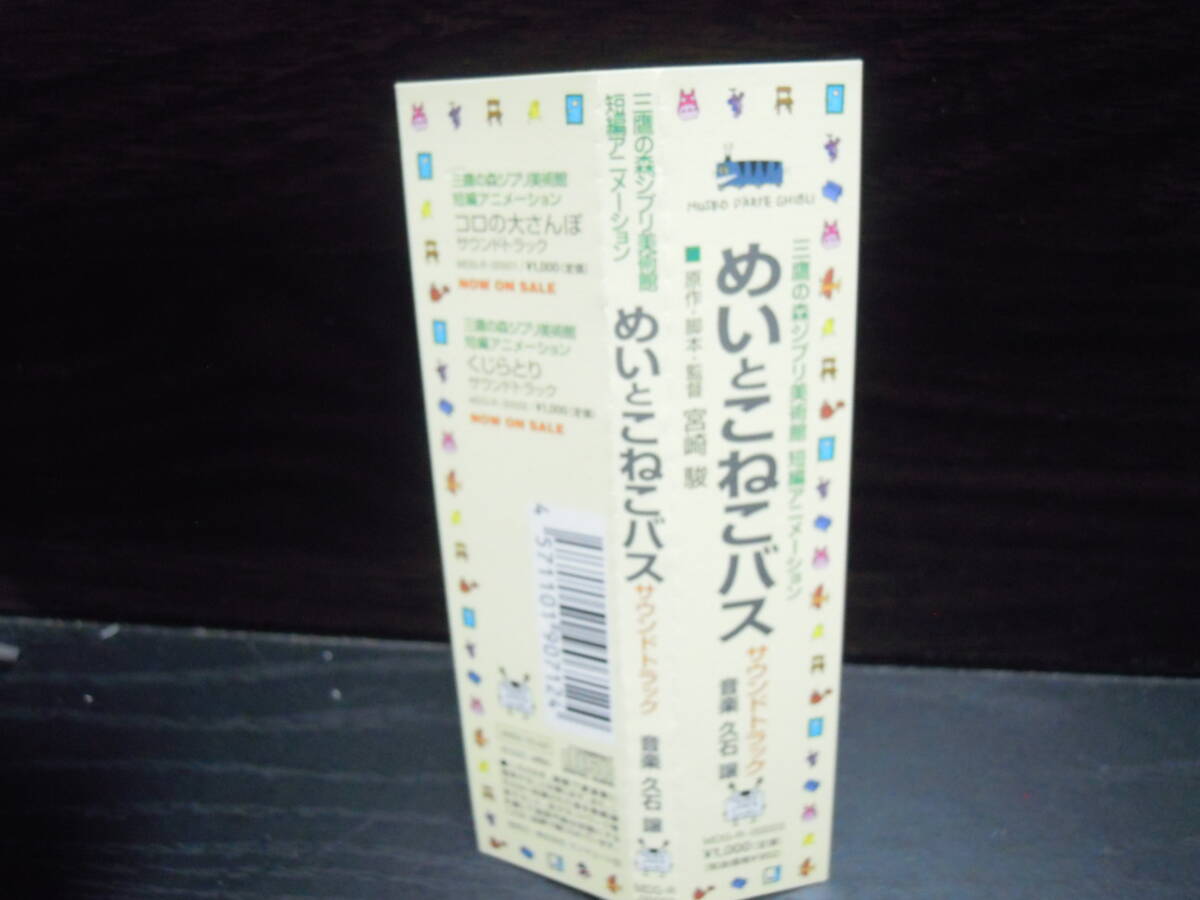 三鷹の森ジブリ美術館
短編アニメーション
コロの大さんぽ
サウンドトラック
¥1,000(定価)
NOW ON SALE
三鷹の森ジブリ美術館
短編アニメーション
くじらとり
サウンドトラック
¥1,000(定価)
NOW ON SALE
4 571101 907124
三鷹の森ジブリ美術館
短編アニメーション
めいとこねこバス サウンドトラック 音楽 久石 譲
MUSEO D'ARTE GHIBLI
三鷹の森ジブリ美術館 短編アニメーション
めいとこねこバス サウンドトラック
■原作・脚本・監督 宮崎 駿
音楽 久石 譲
¥1,000(定価)